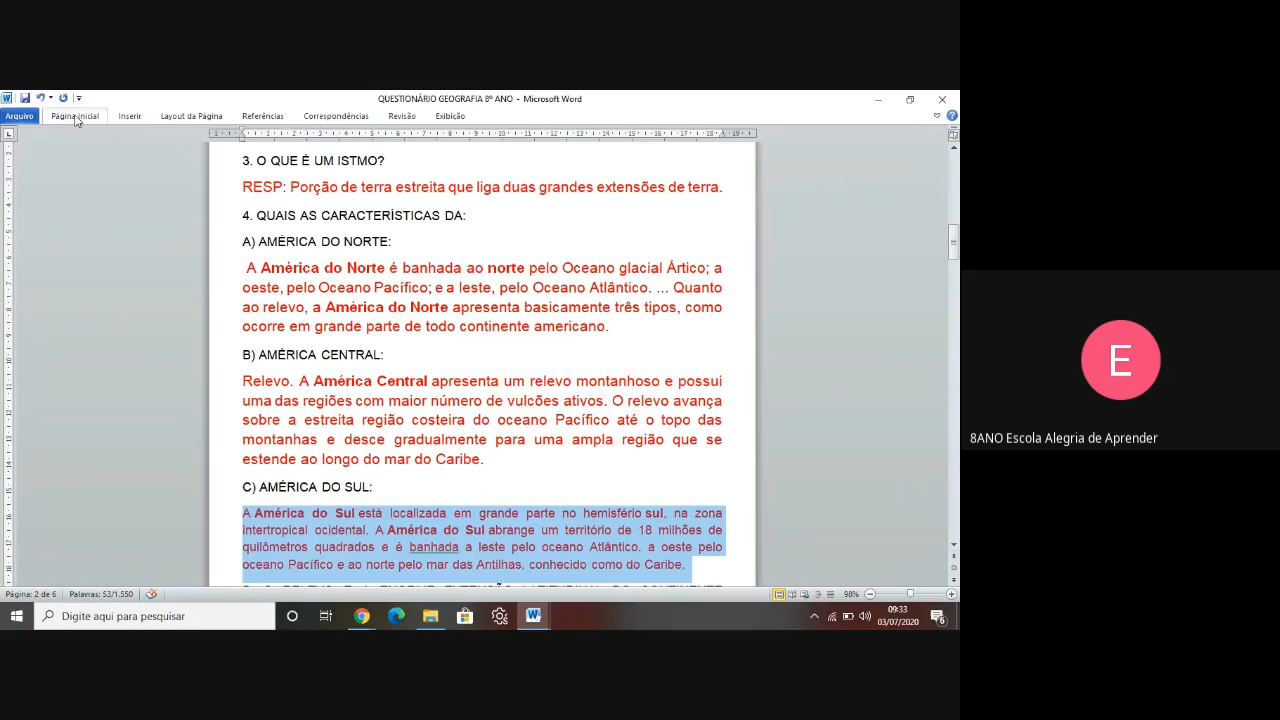 QUESTIONÁRIO GEOGRAFIA 8º ANO - Microsoft Word
Arquivo Página Inicial Inserir Layout da Página Referências Correspondências Revisão Exibição
3. O QUE É UM ISTMO?
RESP: Porção de terra estreita que liga duas grandes extensões de terra.
4. QUAIS AS CARACTERÍSTICAS DA:
A) AMÉRICA DO NORTE:
A América do Norte é banhada ao norte pelo Oceano glacial Ártico; a
oeste, pelo Oceano Pacífico; e a leste, pelo Oceano Atlântico. ... Quanto
ao relevo, a América do Norte apresenta basicamente três tipos, como
ocorre em grande parte de todo continente americano.
B) AMÉRICA CENTRAL:
Relevo. A América Central apresenta um relevo montanhoso e possui
uma das regiões com maior número de vulcões ativos. O relevo avança
sobre a estreita região costeira do oceano Pacífico até o topo das
montanhas e desce gradualmente para uma ampla região que se
estende ao longo do mar do Caribe.
C) AMÉRICA DO SUL:
A América do Sul está localizada em grande parte no hemisfério sul, na zona
intertropical ocidental. A América do Sul abrange um território de 18 milhões de
quilômetros quadrados e é banhada a leste pelo oceano Atlântico, a oeste pelo
oceano Pacífico e ao norte pelo mar das Antilhas, conhecido como do Caribe.
Página: 2 de 6 Palavras: 53/1.550 98%
Digite aqui para pesquisar
09:33
03/07/2020
6
E
8ANO Escola Alegria de Aprender